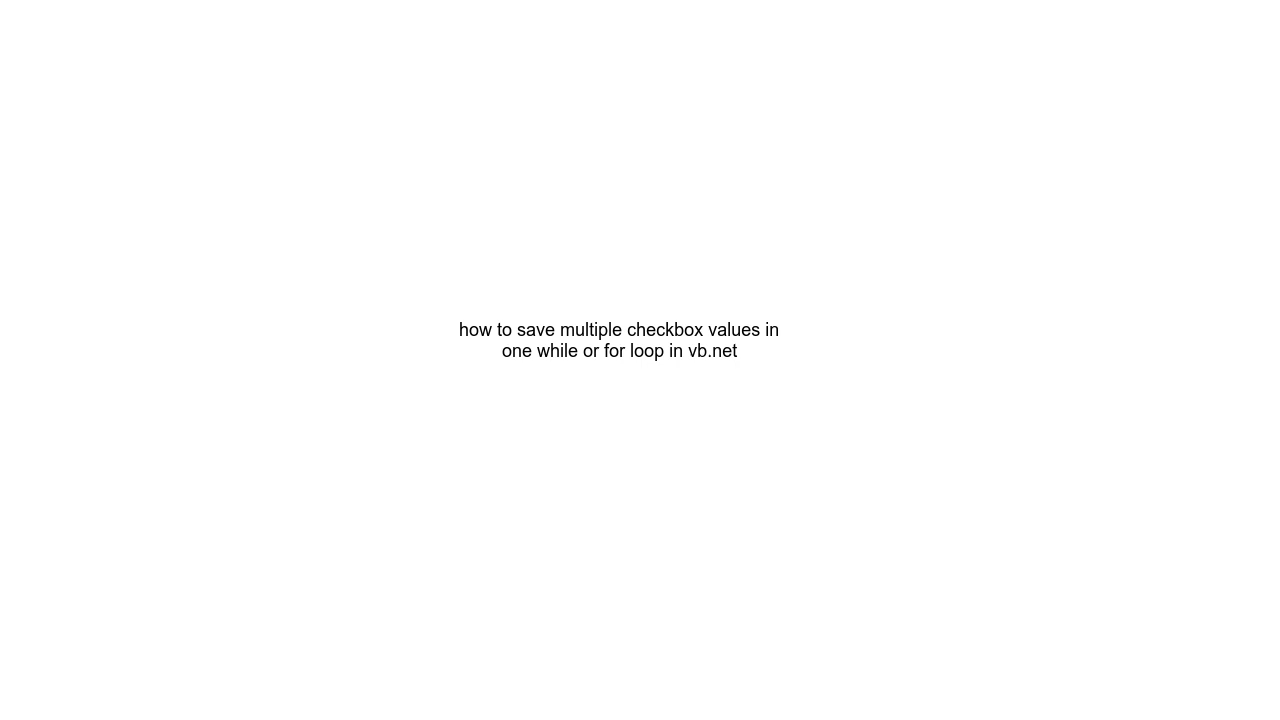 how to save multiple checkbox values in
one while or for loop in vb.net